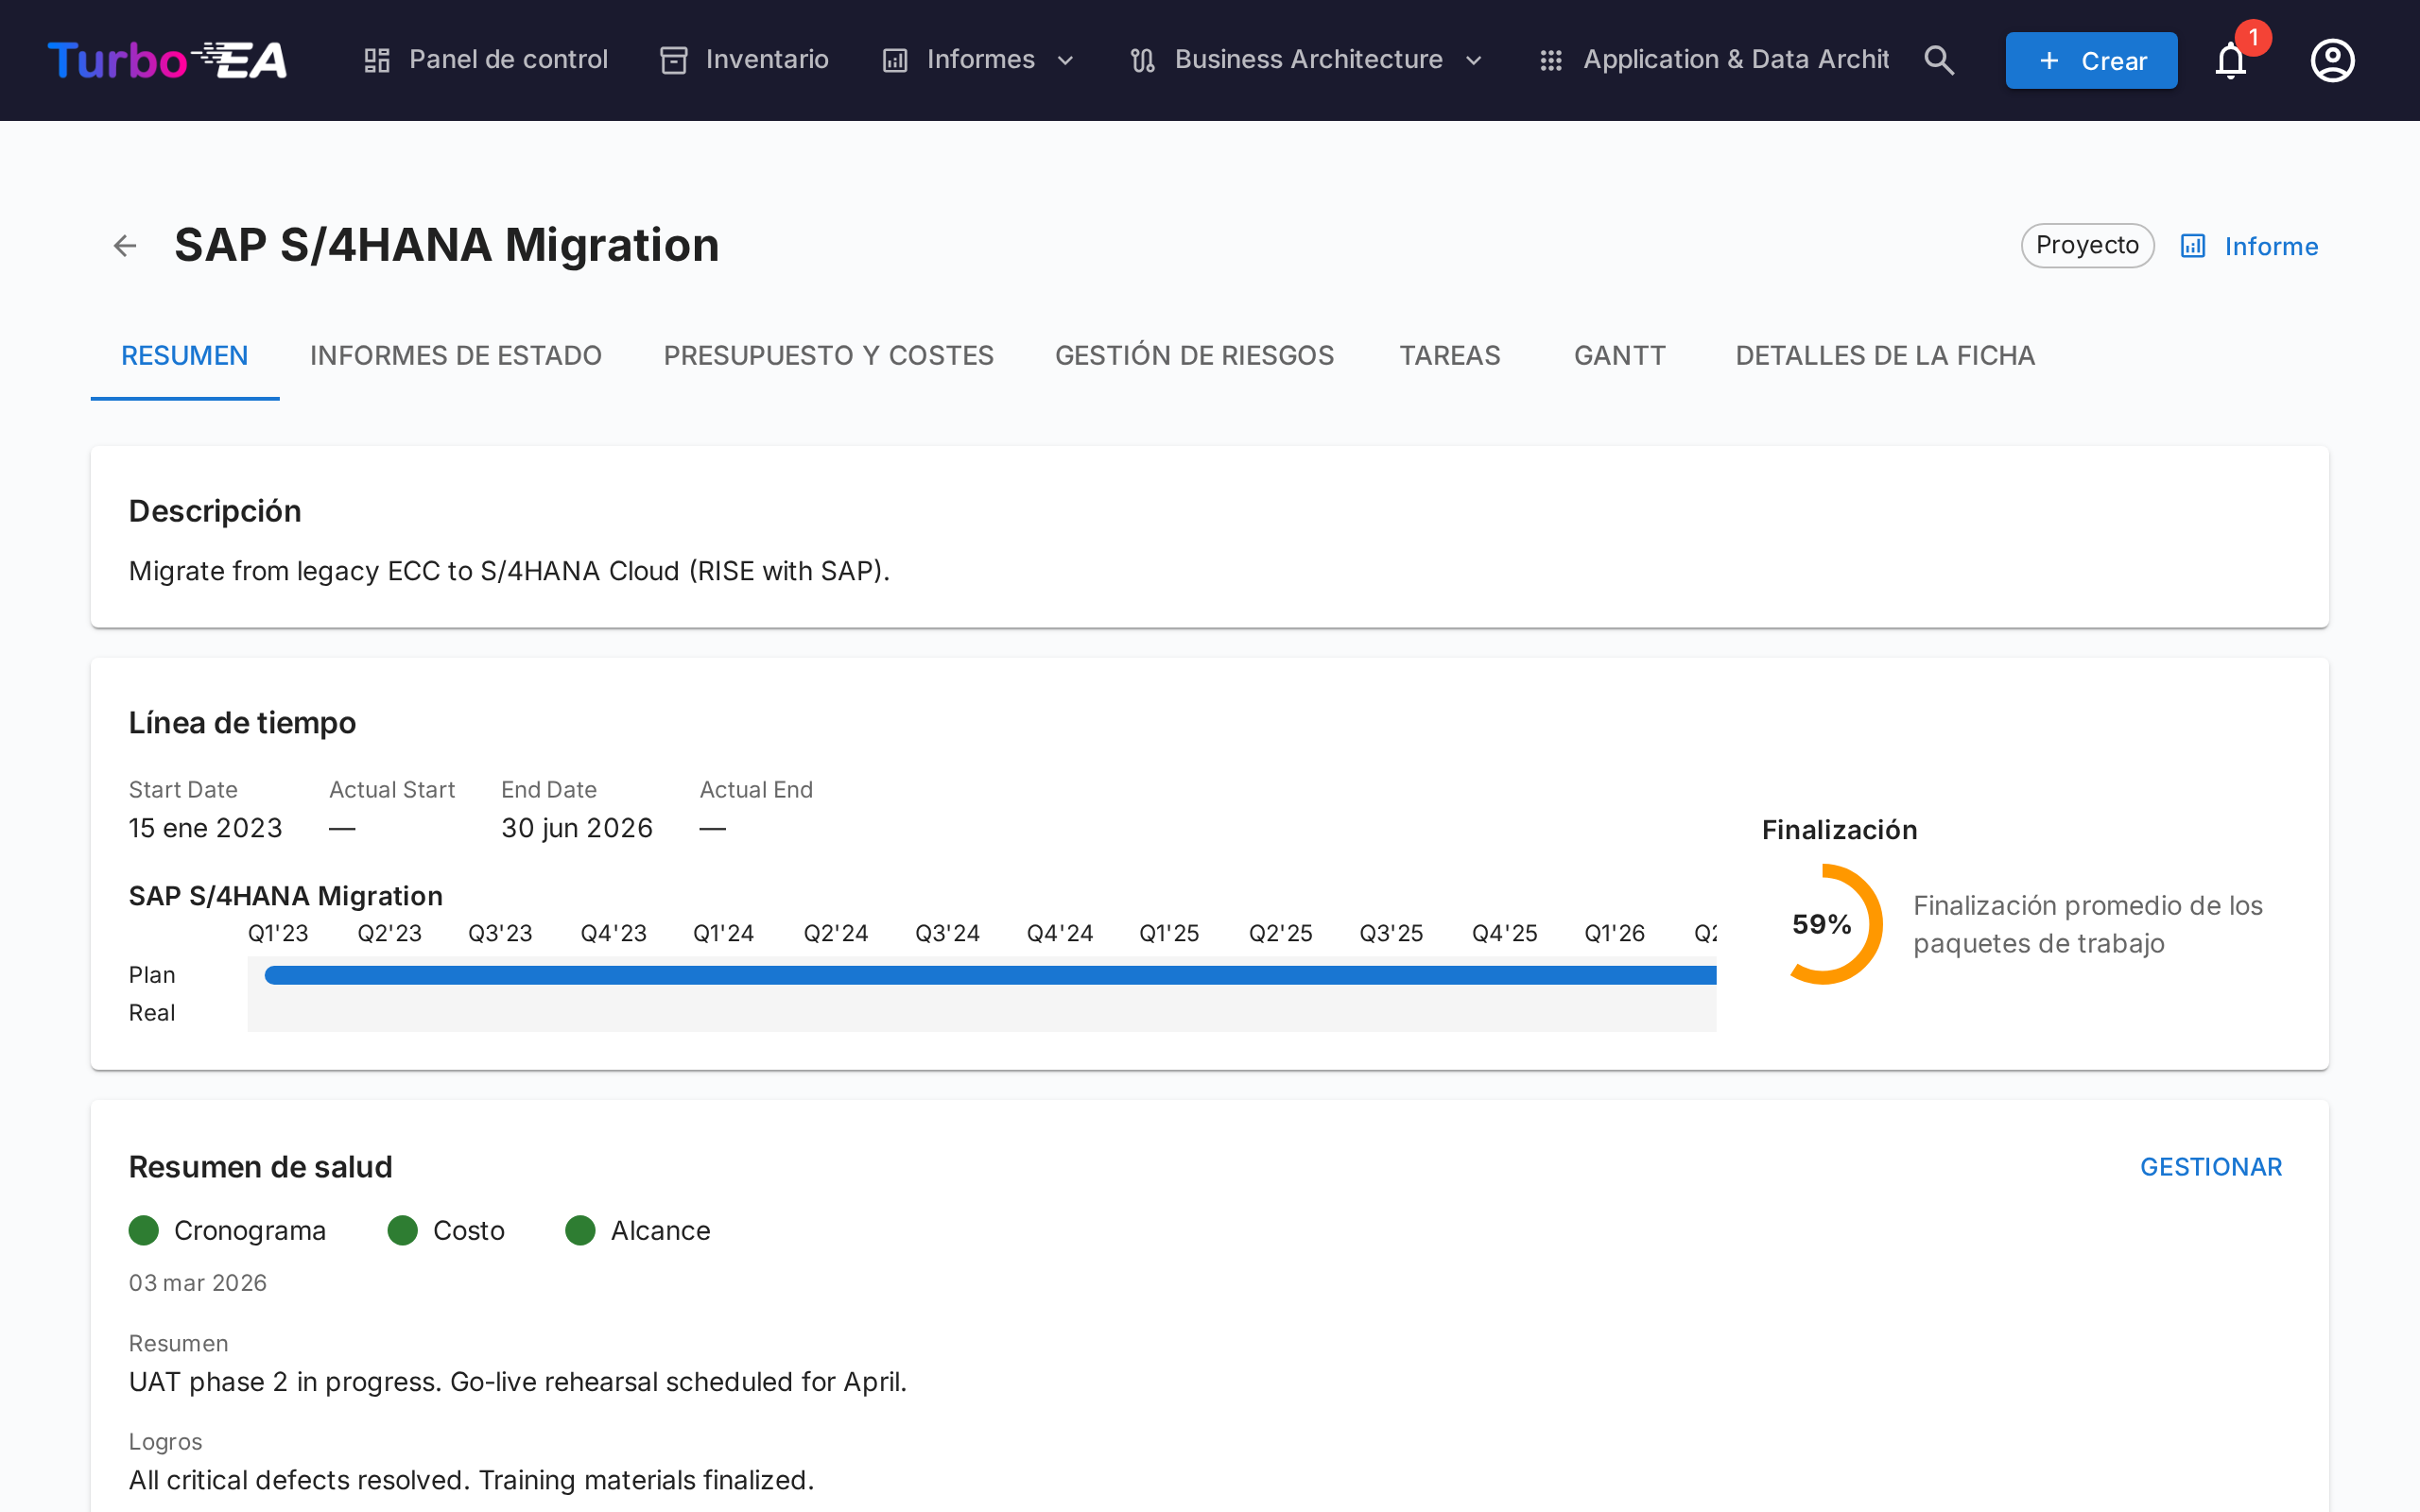 Turbo EA
Panel de control
Inventario
Informes
Business Architecture
Application & Data Archit
Crear
1
SAP S/4HANA Migration
Proyecto
Informe
RESUMEN
INFORMES DE ESTADO
PRESUPUESTO Y COSTES
GESTIÓN DE RIESGOS
TAREAS
GANTT
DETALLES DE LA FICHA
Descripción
Migrate from legacy ECC to S/4HANA Cloud (RISE with SAP).
Línea de tiempo
Start Date
15 ene 2023
Actual Start
—
End Date
30 jun 2026
Actual End
—
SAP S/4HANA Migration
Q1'23 Q2'23 Q3'23 Q4'23 Q1'24 Q2'24 Q3'24 Q4'24 Q1'25 Q2'25 Q3'25 Q4'25 Q1'26 Q2
Plan
Real
Finalización
59%
Finalización promedio de los
paquetes de trabajo
Resumen de salud
GESTIONAR
Cronograma
Costo
Alcance
03 mar 2026
Resumen
UAT phase 2 in progress. Go-live rehearsal scheduled for April.
Logros
All critical defects resolved. Training materials finalized.